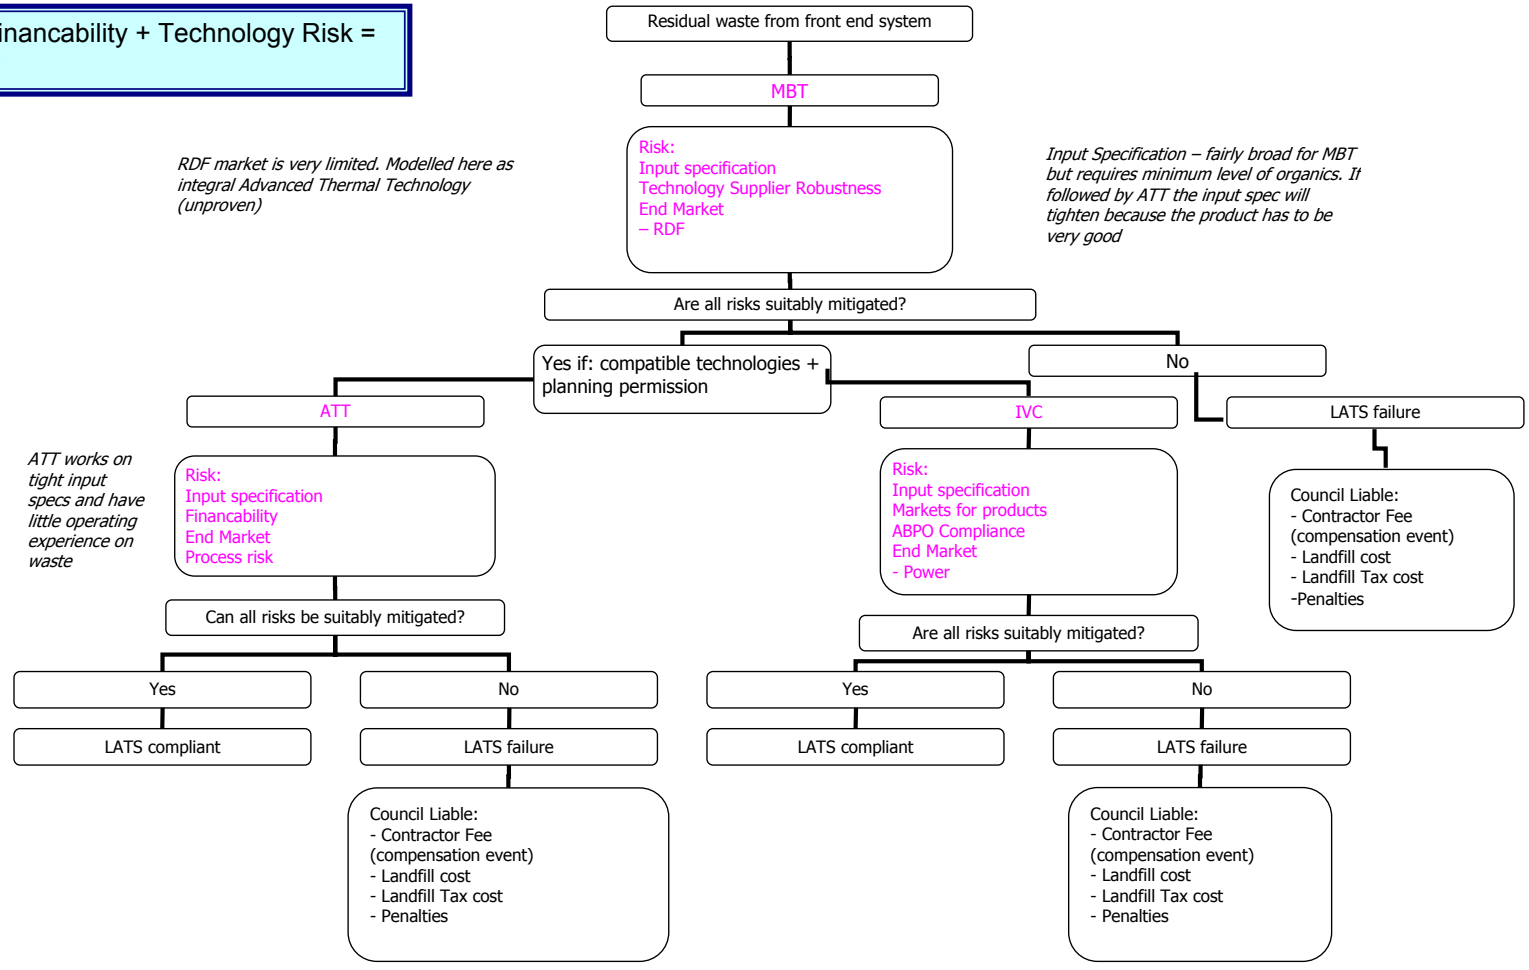 inancability + Technology Risk =
Residual waste from front end system
MBT
RDF market is very limited. Modelled here as
integral Advanced Thermal Technology
(unproven)
Risk:
Input specification
Technology Supplier Robustness
End Market
– RDF
Input Specification – fairly broad for MBT
but requires minimum level of organics. If
followed by ATT the input spec will
tighten because the product has to be
very good
Are all risks suitably mitigated?
Yes if: compatible technologies +
planning permission
No
ATT
IVC
LATS failure
ATT works on
tight input
specs and have
little operating
experience on
waste
Risk:
Input specification
Financability
End Market
Process risk
Risk:
Input specification
Markets for products
ABPO Compliance
End Market
- Power
Council Liable:
- Contractor Fee
(compensation event)
- Landfill cost
- Landfill Tax cost
-Penalties
Can all risks be suitably mitigated?
Are all risks suitably mitigated?
Yes
No
Yes
No
LATS compliant
LATS failure
LATS compliant
LATS failure
Council Liable:
- Contractor Fee
(compensation event)
- Landfill cost
- Landfill Tax cost
- Penalties
Council Liable:
- Contractor Fee
(compensation event)
- Landfill cost
- Landfill Tax cost
- Penalties